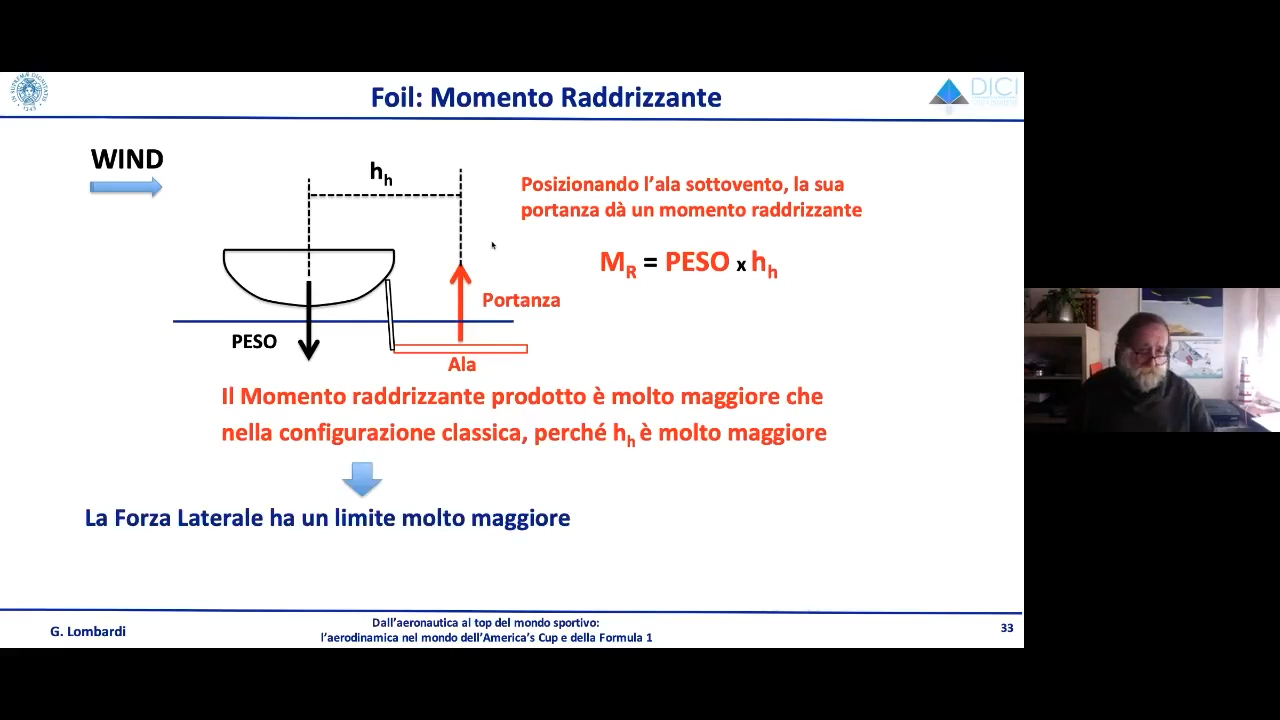 Foil: Momento Raddrizzante
DICI
WIND
hh
Posizionando l'ala sottovento, la sua
portanza dà un momento raddrizzante
MR = PESO x hh
Portanza
PESO
Ala
Il Momento raddrizzante prodotto è molto maggiore che
nella configurazione classica, perché hh è molto maggiore
La Forza Laterale ha un limite molto maggiore
G. Lombardi
Dall'aeronautica al top del mondo sportivo:
l'aerodinamica nel mondo dell'America's Cup e della Formula 1
33